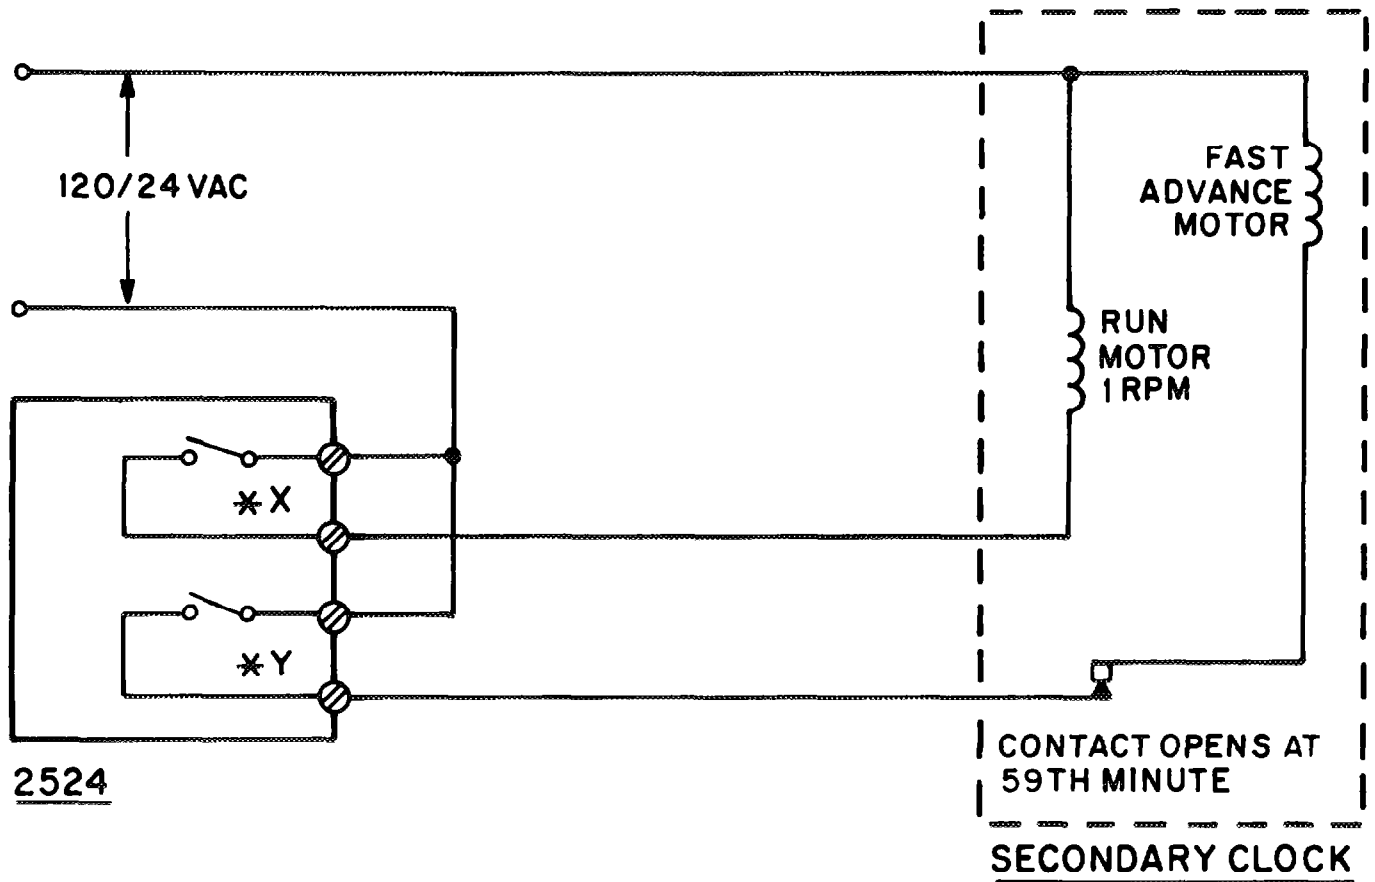 120/24 VAC
FAST
ADVANCE
MOTOR
RUN
MOTOR
1 RPM
*X
*Y
2524
CONTACT OPENS AT
59TH MINUTE
SECONDARY CLOCK